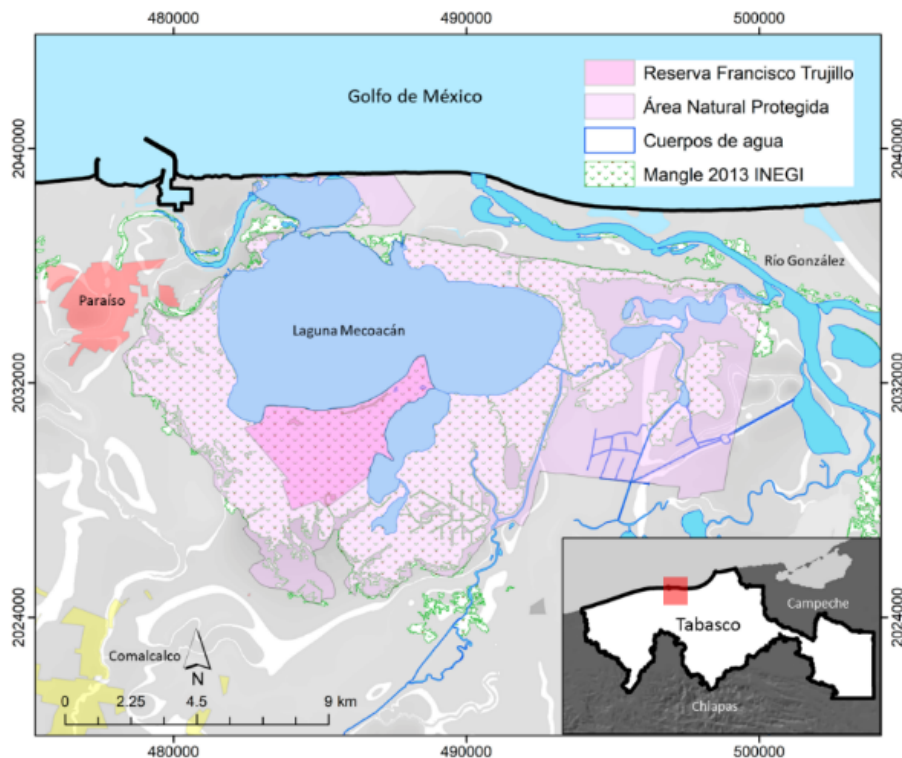 480000
490000
500000
Golfo de México
Reserva Francisco Trujillo
Área Natural Protegida
Cuerpos de agua
Mangle 2013 INEGI
2040000
2040000
Río González
Paraíso
Laguna Mecoacán
2032000
2032000
2024000
2024000
Campeche
Tabasco
Chiapas
Comalcalco
N
0 2.25 4.5 9 km
480000
490000
500000